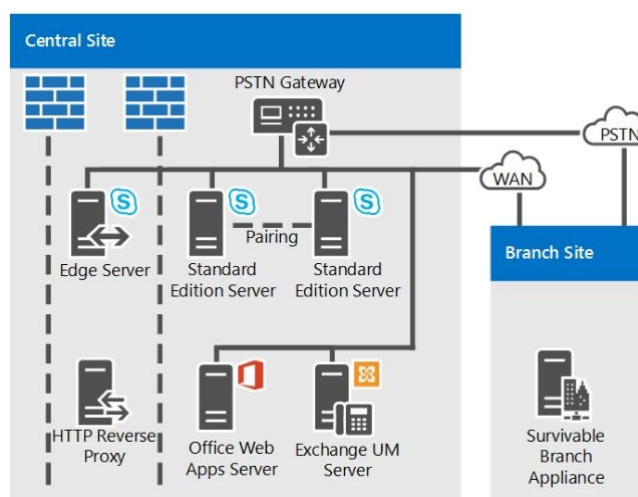 Central Site
PSTN Gateway
PSTN
WAN
S
S
S
Pairing
Edge Server
Standard
Edition Server
Standard
Edition Server
Branch Site
HTTP Reverse
Proxy
Office Web
Apps Server
Exchange UM
Server
Survivable
Branch
Appliance